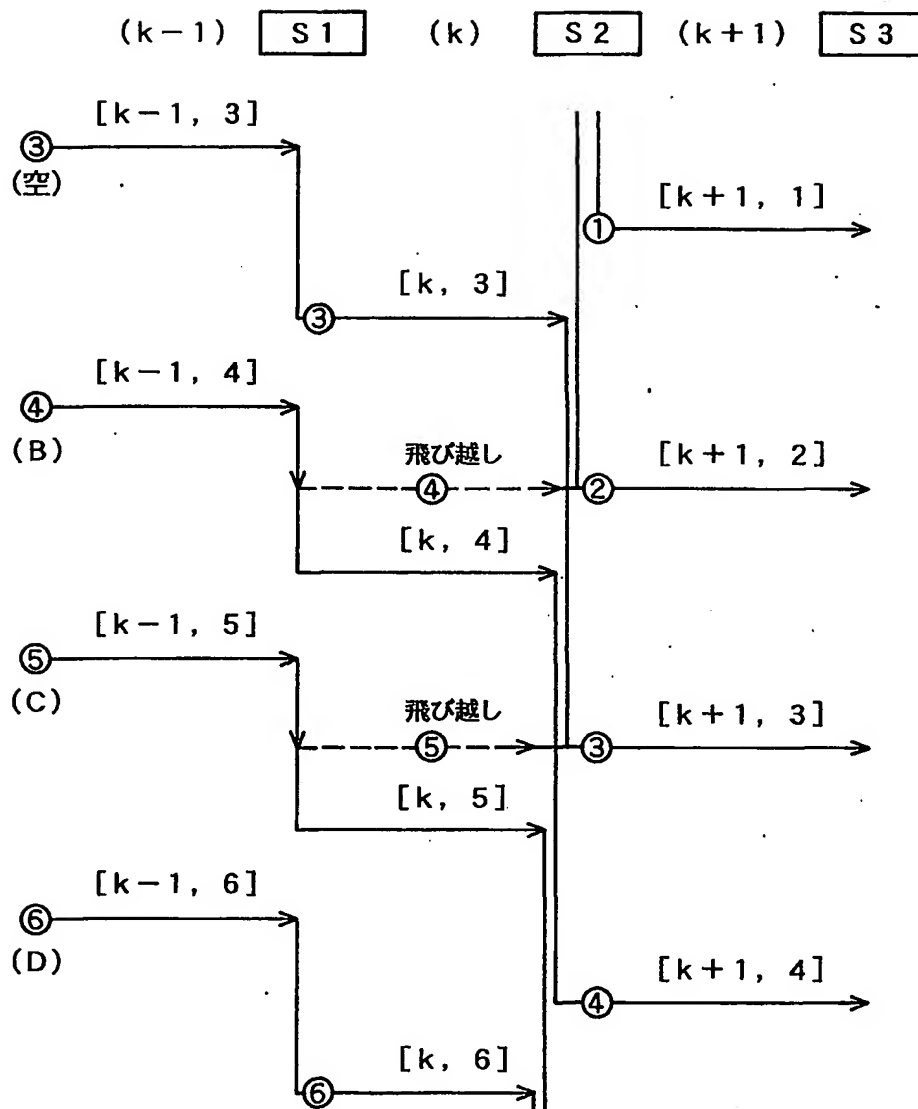 (k-1) S1 (k) S2 (k+1) S3
[k-1, 3]
③
(空)
[k+1, 1]
①
[k, 3]
③
[k-1, 4]
④
(B)
飛び越し
④
[k+1, 2]
②
[k, 4]
[k-1, 5]
⑤
(C)
飛び越し
⑤
[k+1, 3]
③
[k, 5]
[k-1, 6]
⑥
(D)
[k+1, 4]
④
[k, 6]
⑥